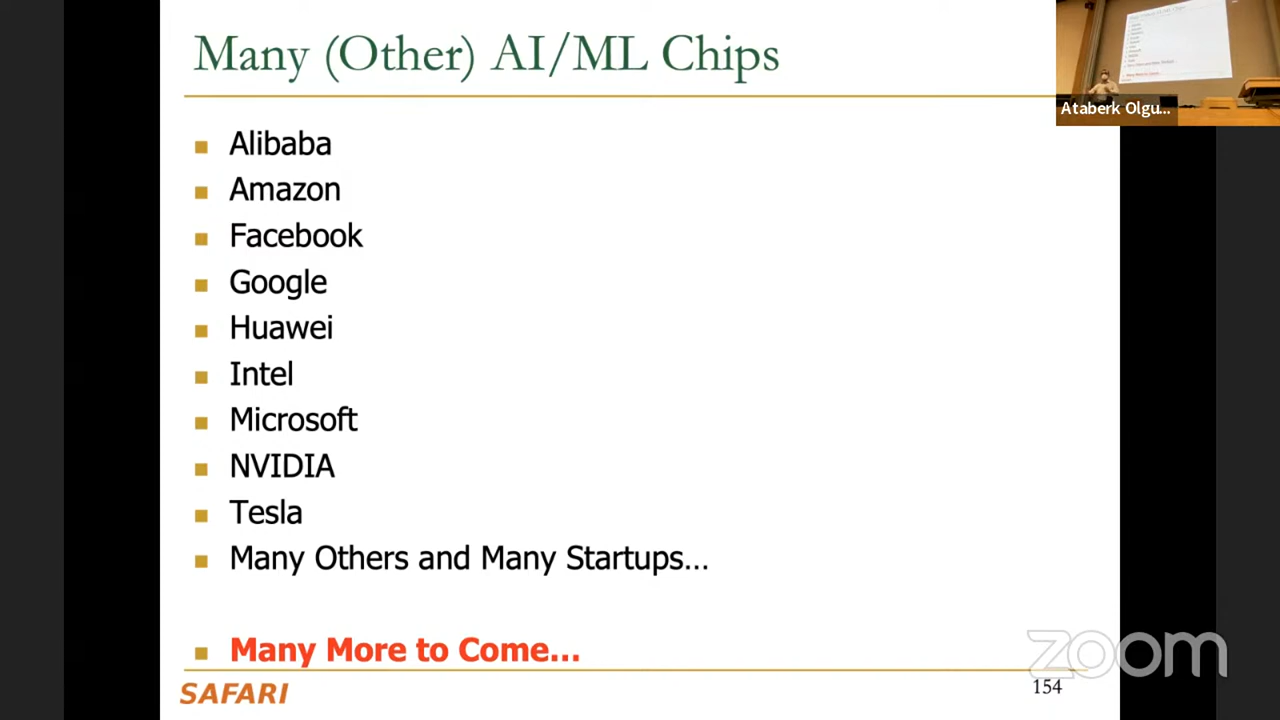 Many (Other) AI/ML Chips
Alibaba
Amazon
Facebook
Google
Huawei
Intel
Microsoft
NVIDIA
Tesla
Many Others and Many Startups...
Many More to Come...
SAFARI
154
Ataberk Olgu...
zoom